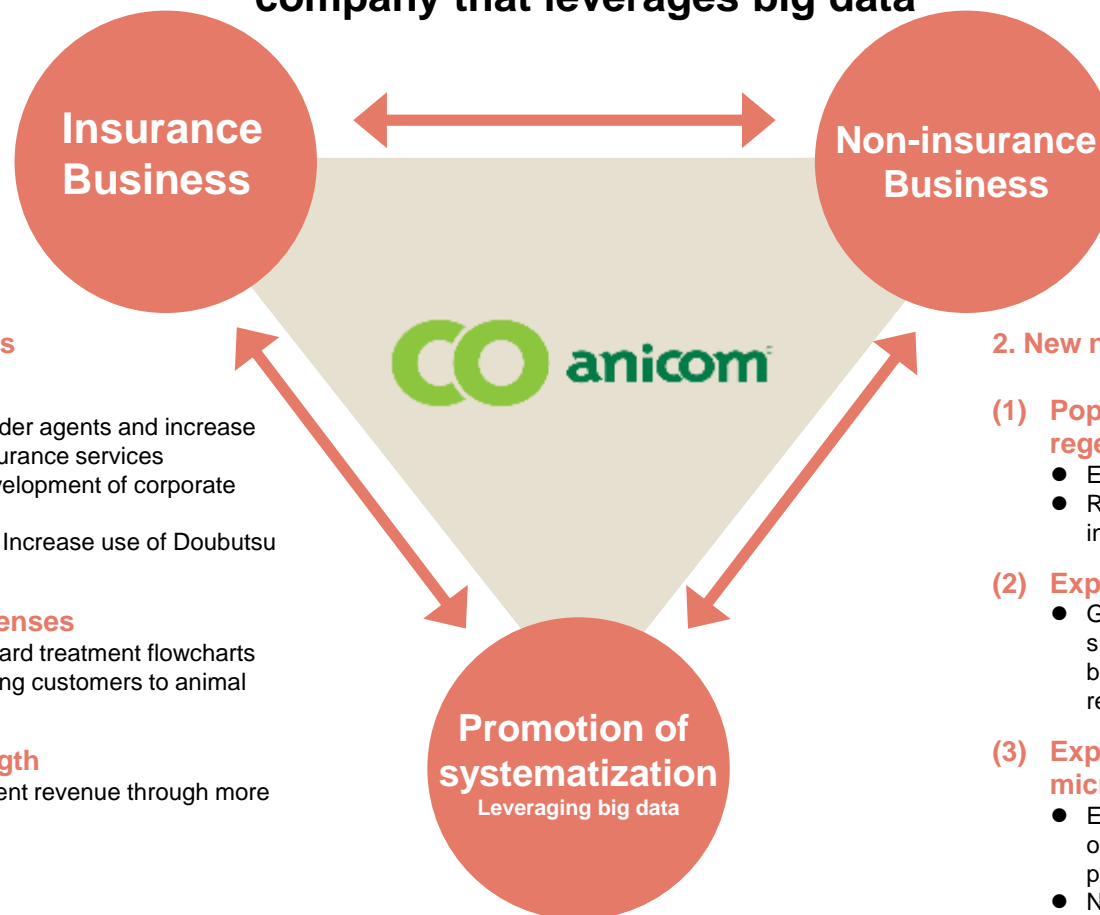 company that leverages big data
Insurance
Business
Non-insurance
Business
CO anicom
s
der agents and increase
urance services
velopment of corporate
Increase use of Doubutsu
enses
ard treatment flowcharts
ng customers to animal
gth
ent revenue through more
2. New n
(1) Pop
rege
● E
● R
in
(2) Exp
● G
s
b
re
(3) Exp
micr
● E
o
p
● N
Promotion of
systematization
Leveraging big data